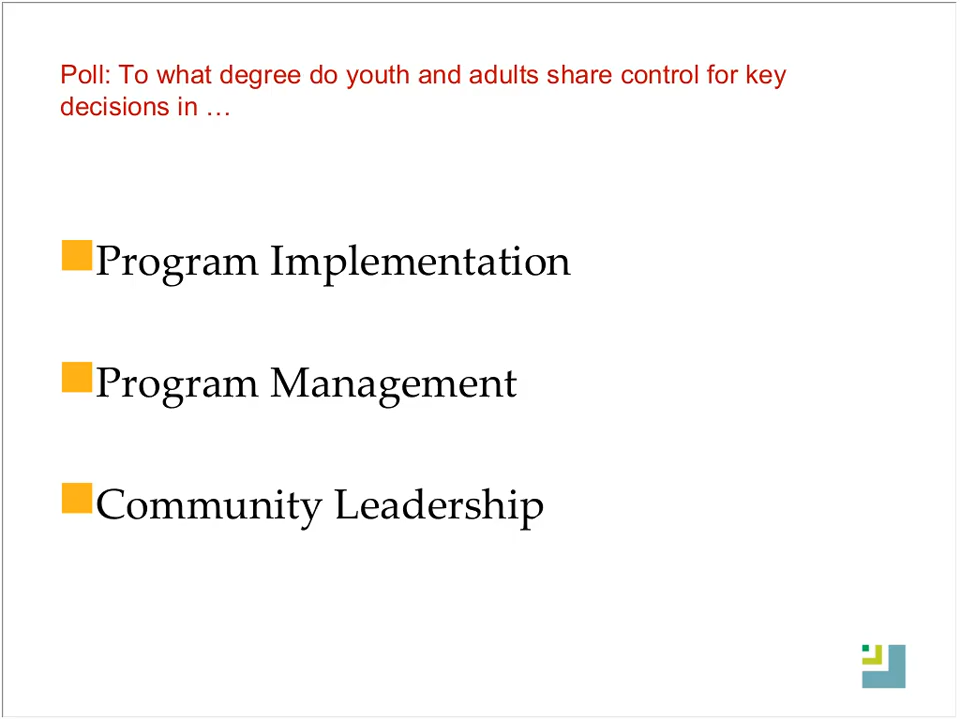 Poll: To what degree do youth and adults share control for key
decisions in …
Program Implementation
Program Management
Community Leadership